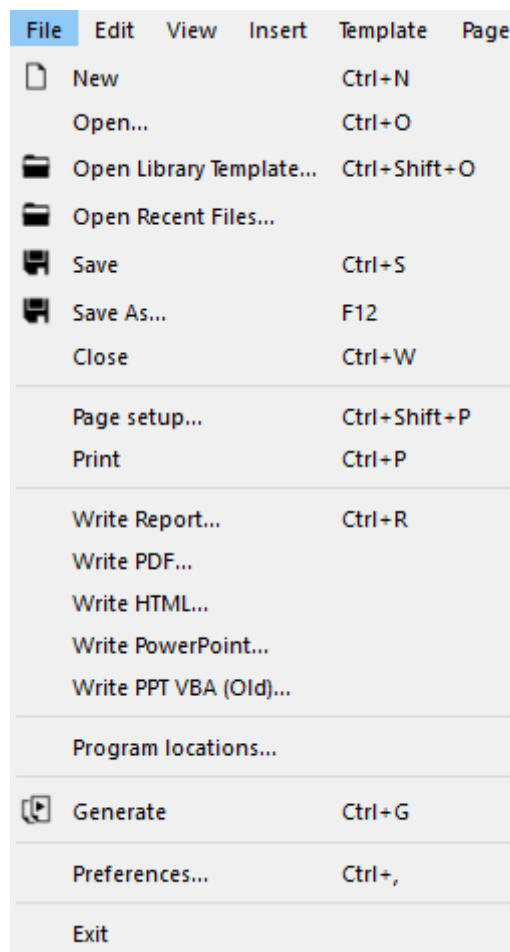 File Edit View Insert Template Page
New Ctrl+N
Open... Ctrl+O
Open Library Template... Ctrl+Shift+O
Open Recent Files...
Save Ctrl+S
Save As... F12
Close Ctrl+W
Page setup... Ctrl+Shift+P
Print Ctrl+P
Write Report... Ctrl+R
Write PDF...
Write HTML...
Write PowerPoint...
Write PPT VBA (Old)...
Program locations...
Generate Ctrl+G
Preferences... Ctrl+,
Exit